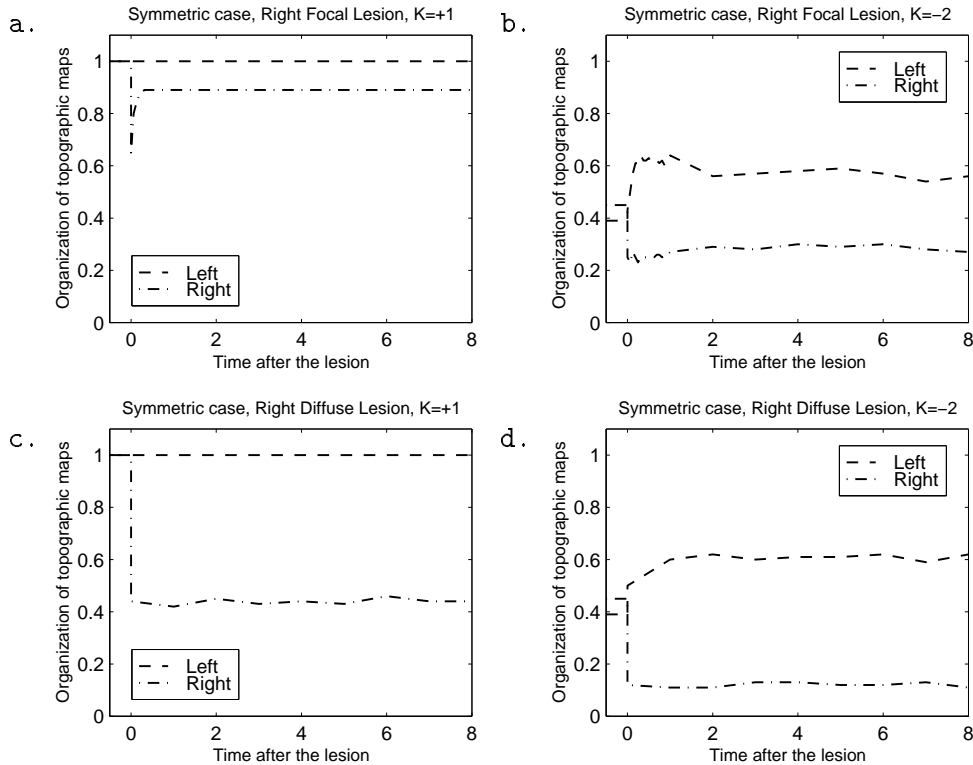 a.
Symmetric case, Right Focal Lesion, K=+1
Organization of topographic maps
1
0.8
0.6
0.4
0.2
0
Left
Right
0 2 4 6 8
Time after the lesion
b.
Symmetric case, Right Focal Lesion, K=−2
Organization of topographic maps
1
0.8
0.6
0.4
0.2
0
Left
Right
0 2 4 6 8
Time after the lesion
c.
Symmetric case, Right Diffuse Lesion, K=+1
Organization of topographic maps
1
0.8
0.6
0.4
0.2
0
Left
Right
0 2 4 6 8
Time after the lesion
d.
Symmetric case, Right Diffuse Lesion, K=−2
Organization of topographic maps
1
0.8
0.6
0.4
0.2
0
Left
Right
0 2 4 6 8
Time after the lesion